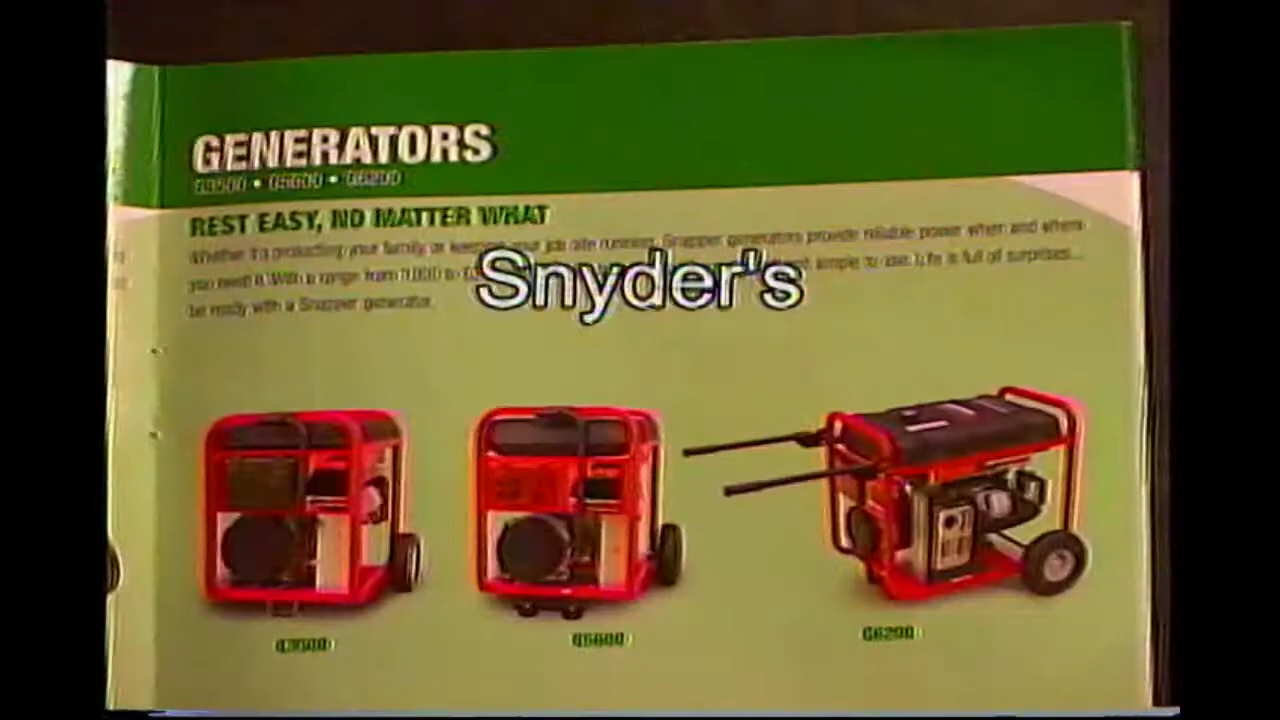 GENERATORS
G3500 • G5600 • G6200
REST EASY, NO MATTER WHAT
Whether it's protecting your family or keeping your job site running, Snapper generators provide reliable power when and where
you need it. With a range from simple to use. Life is full of surprises...
be ready with a Snapper generator.
Snyder's
G3500
G5600
G6200